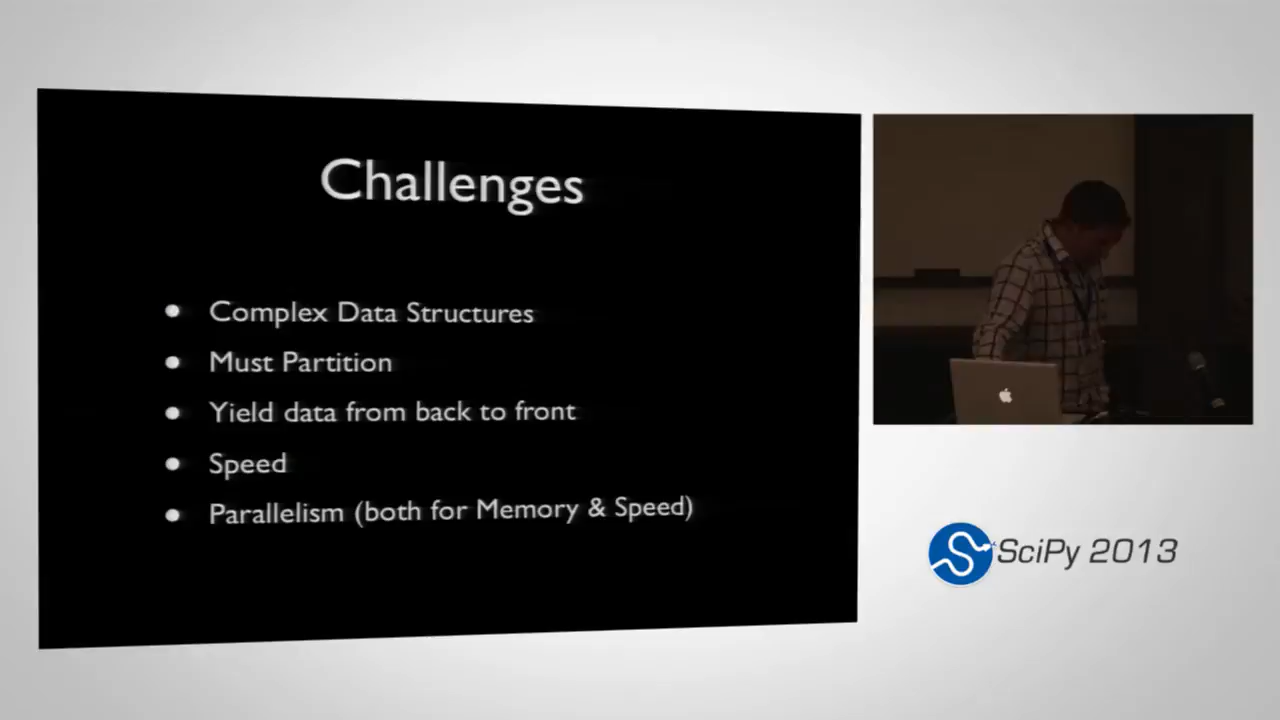 Challenges
Complex Data Structures
Must Partition
Yield data from back to front
Speed
Parallelism (both for Memory & Speed)
SciPy 2013